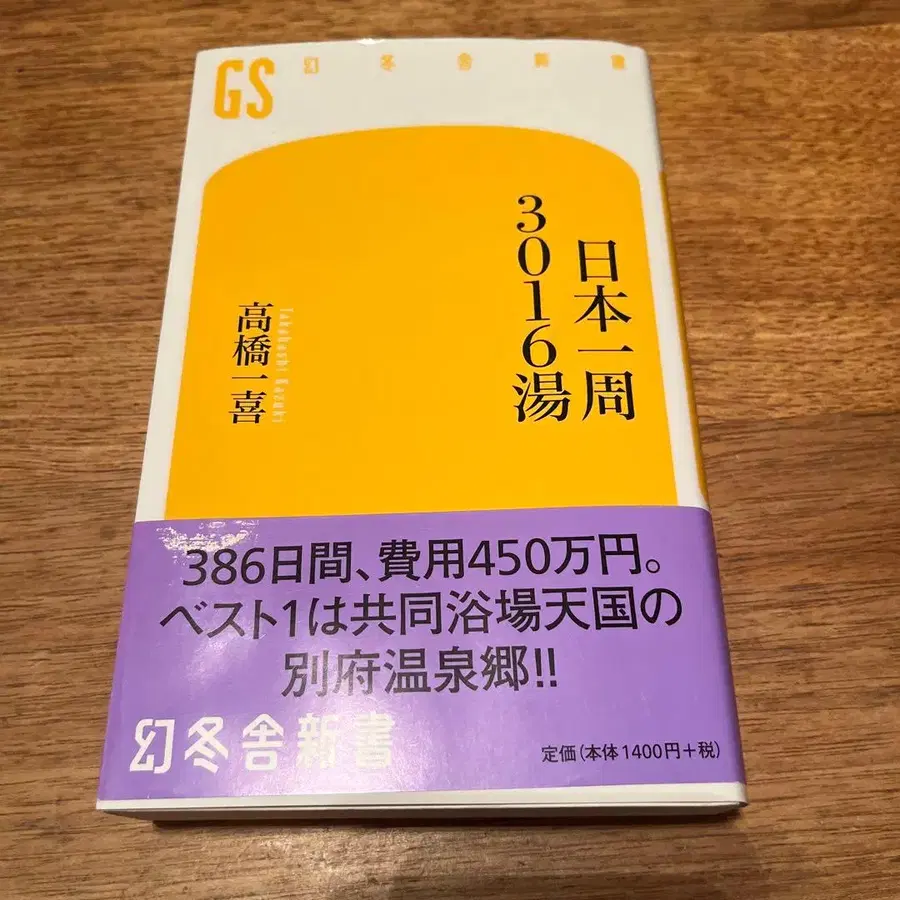 GS
幻冬舎新書
日本一周
3016湯
高橋一喜
Takahashi Kazuki
386日間、費用450万円。
ベスト1は共同浴場天国の
別府温泉郷!!
幻冬舎新書
定価(本体1400円+税)